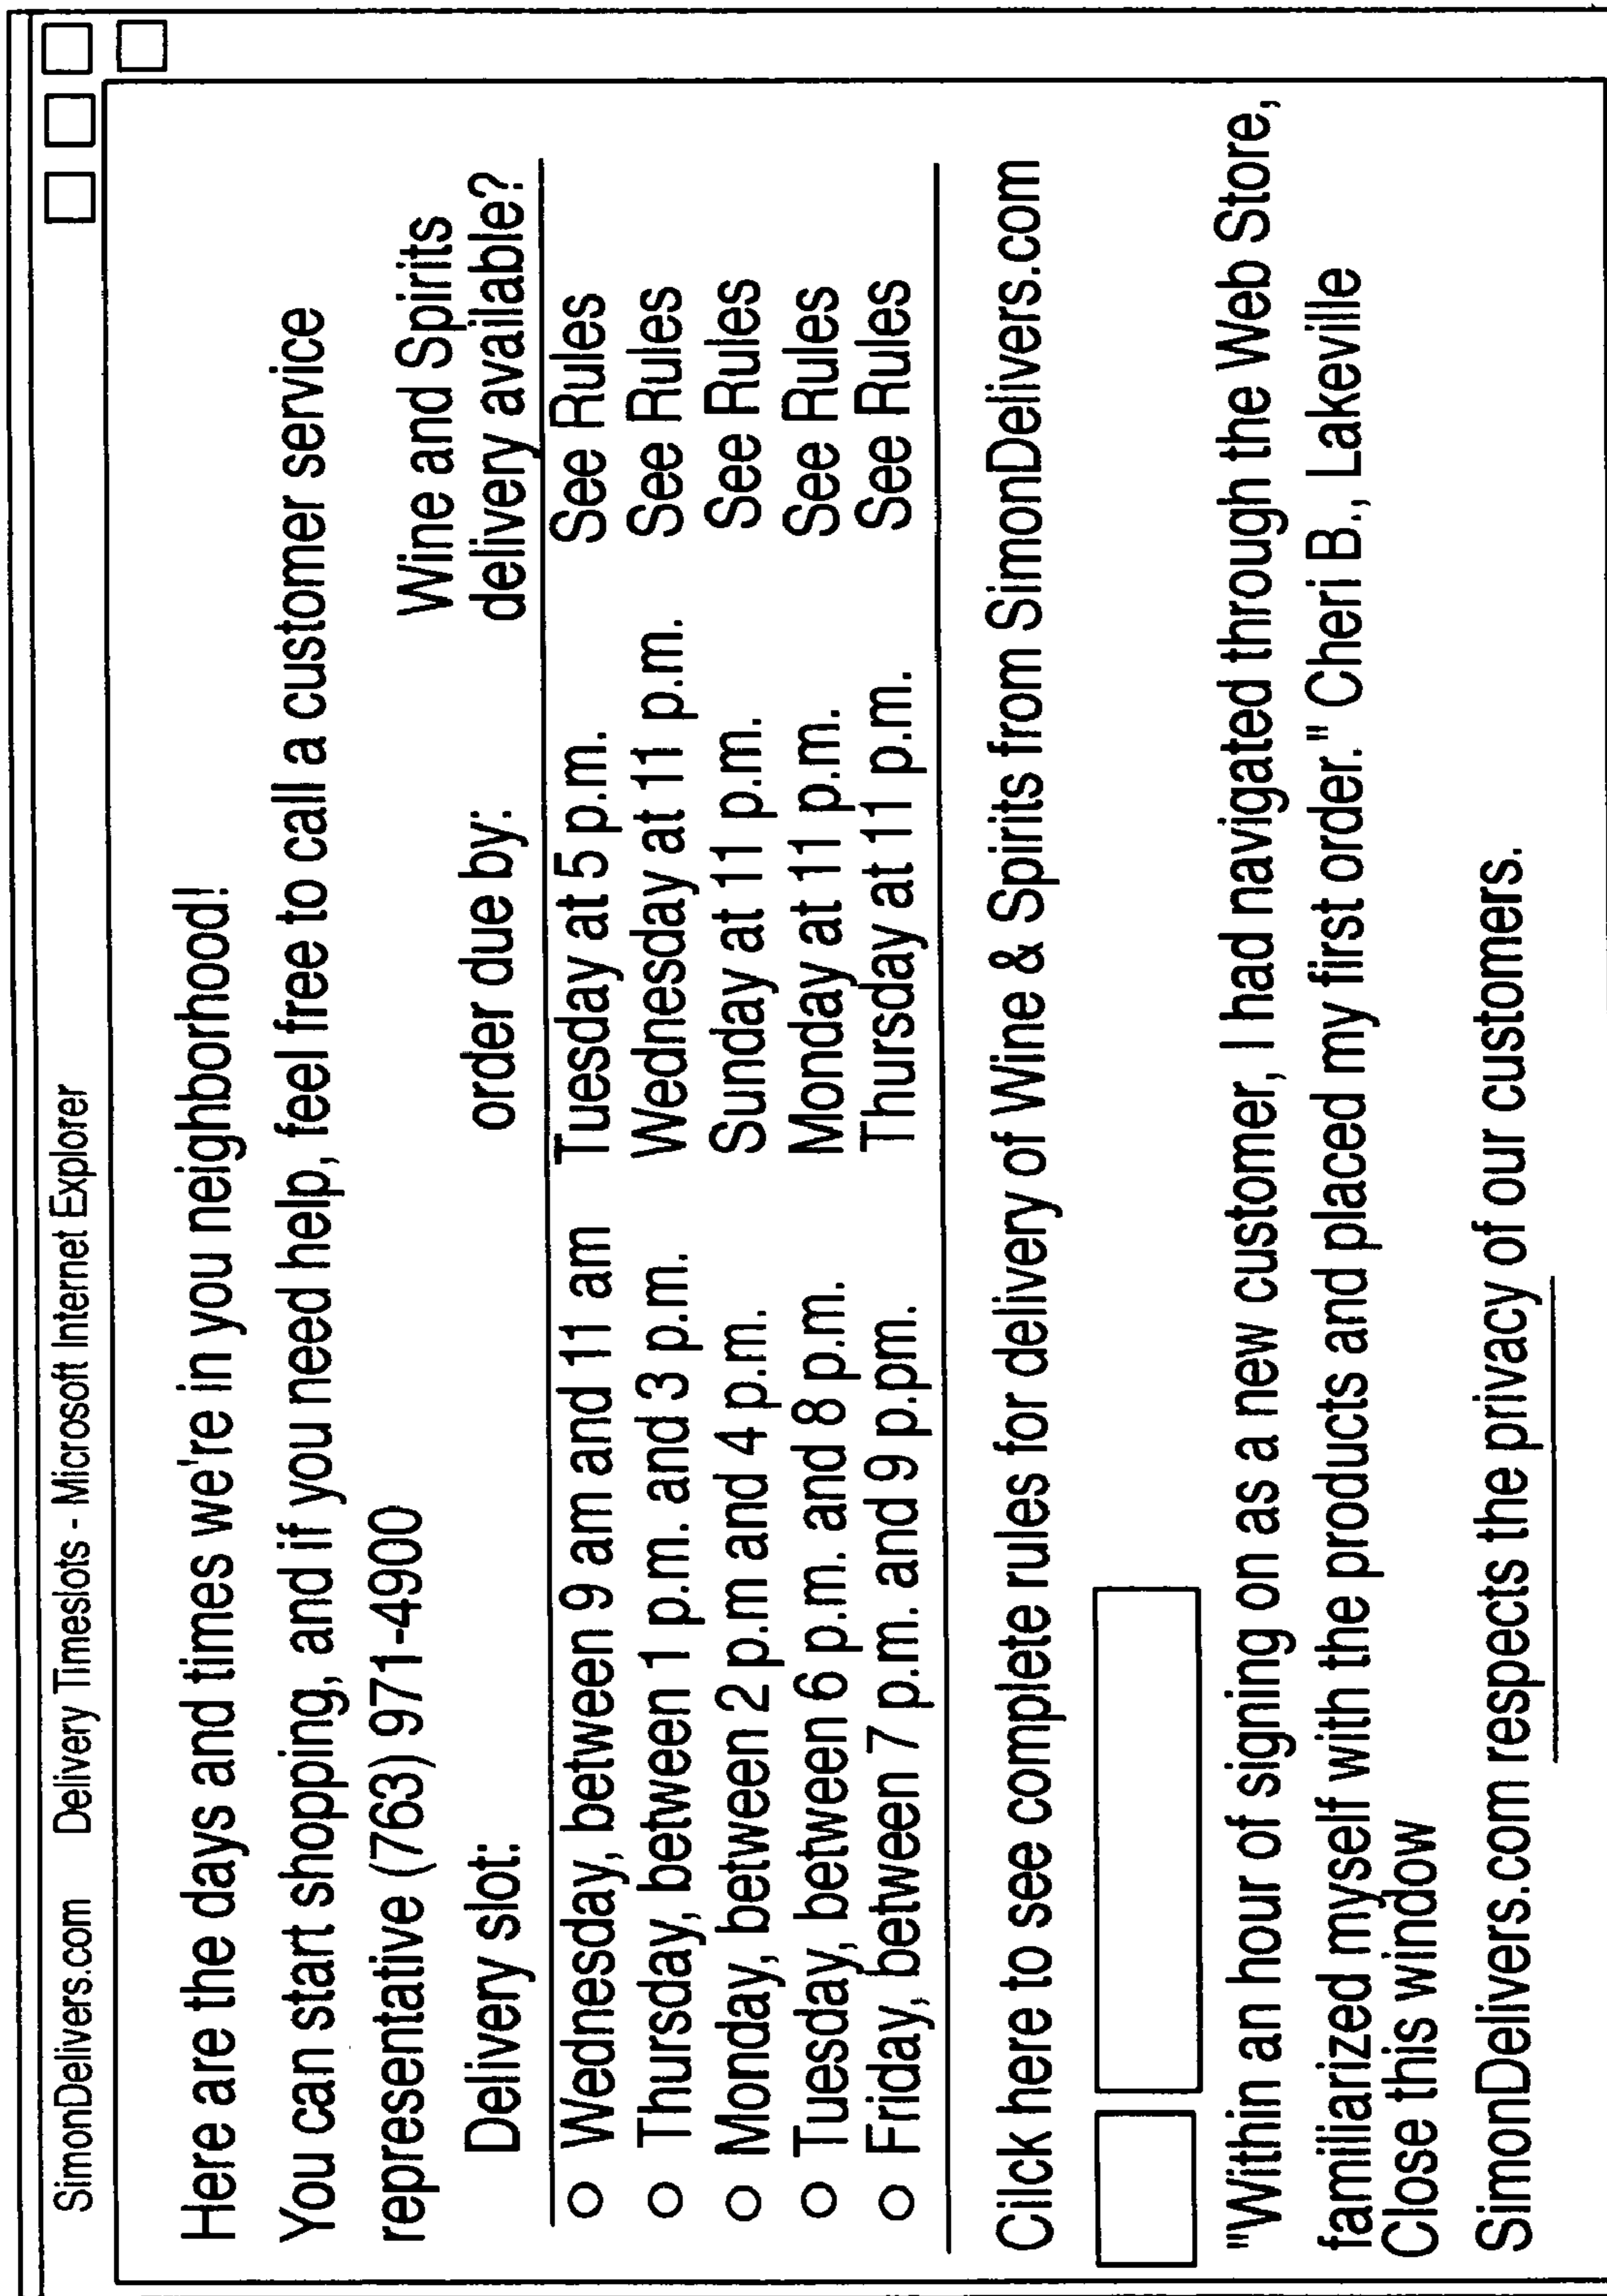 SimonDelivers.com Delivery Timeslots - Microsoft Internet Explorer
Here are the days and times we're in you neighborhood!
You can start shopping, and if you need help, feel free to call a customer service
representative (763) 971-4900
Wine and Spirits
Delivery slot: order due by: delivery available?
Wednesday, between 9 am and 11 am Tuesday at 5 p.m. See Rules
Thursday, between 1 p.m. and 3 p.m. Wednesday at 11 p.m. See Rules
Monday, between 2 p.m and 4 p.m. Sunday at 11 p.m. See Rules
Tuesday, between 6 p.m. and 8 p.m. Monday at 11 p.m. See Rules
Friday, between 7 p.m. and 9 p.pm. Thursday at 11 p.m. See Rules
Cilck here to see complete rules for delivery of Wine & Spirits from SimonDelivers.com
"Within an hour of signing on as a new customer, I had navigated through the Web Store,
familiarized myself with the products and placed my first order." Cheri B., Lakeville
Close this window
SimonDelivers.com respects the privacy of our customers.